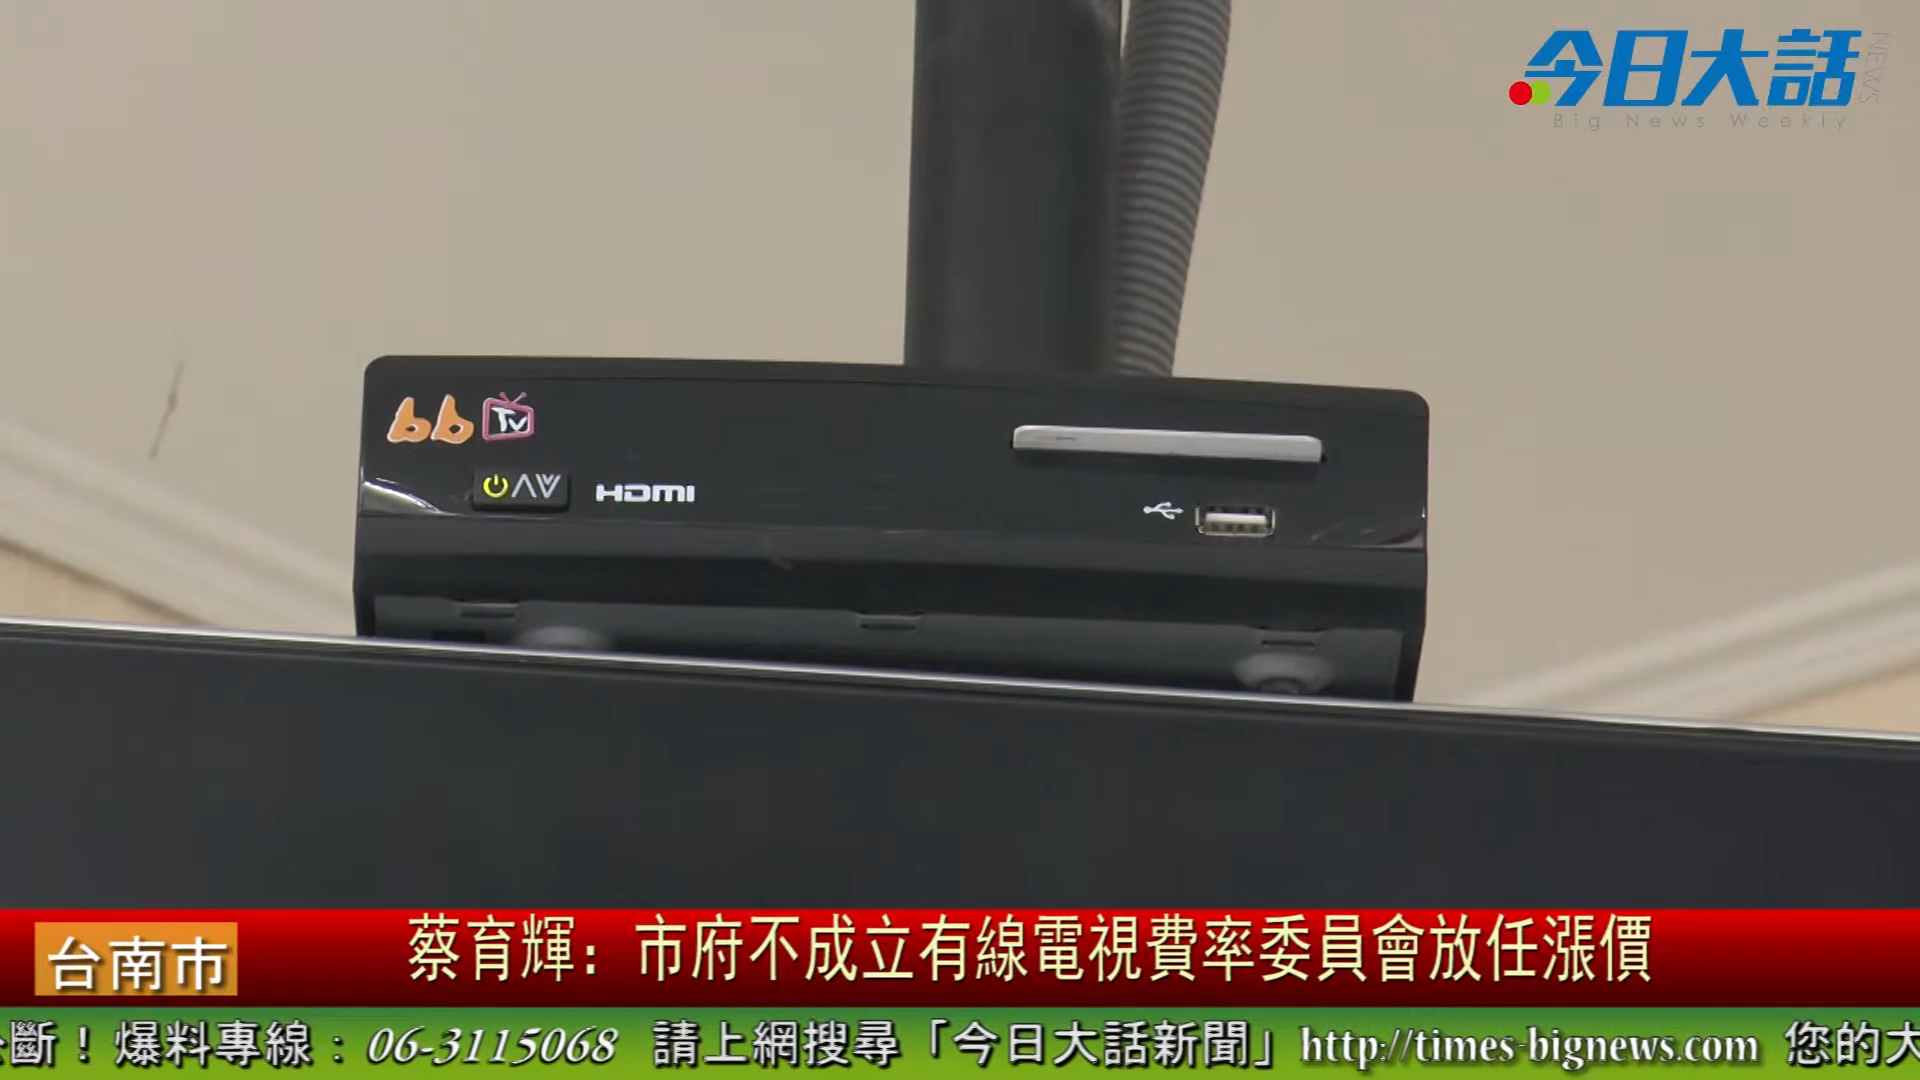 今日大話
NEWS
Big News Weekly
bb TV
HDMI
台南市
蔡育輝：市府不成立有線電視費率委員會放任漲價
斷！爆料專線：06-3115068 請上網搜尋「今日大話新聞」http://times-bignews.com 您的大